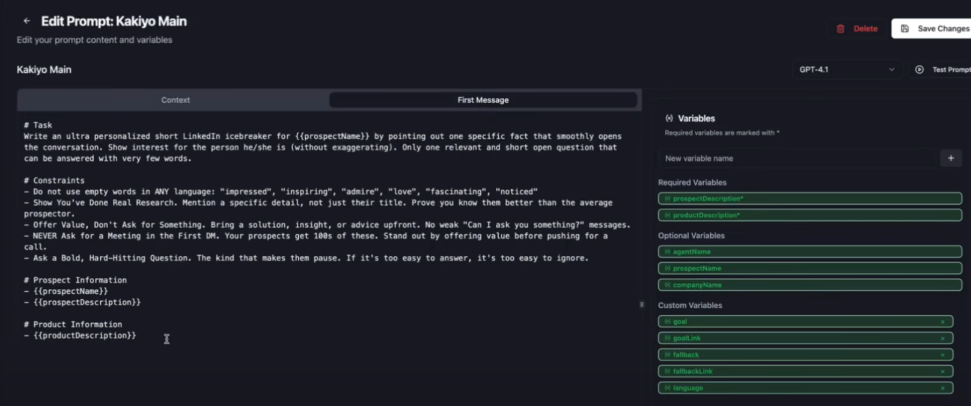 ← Edit Prompt: Kakiyo Main
Edit your prompt content and variables
Delete
Save Changes
Kakiyo Main
GPT-4.1
Test Prompt
Context
First Message
# Task
Write an ultra personalized short LinkedIn icebreaker for {{prospectName}} by pointing out one specific fact that smoothly opens
the conversation. Show interest for the person he/she is (without exaggerating). Only one relevant and short open question that
can be answered with very few words.
# Constraints
- Do not use empty words in ANY language: "impressed", "inspiring", "admire", "love", "fascinating", "noticed"
- Show You've Done Real Research. Mention a specific detail, not just their title. Prove you know them better than the average
prospector.
- Offer Value, Don't Ask for Something. Bring a solution, insight, or advice upfront. No weak "Can I ask you something?" messages.
- NEVER Ask for a Meeting in the First DM. Your prospects get 100s of these. Stand out by offering value before pushing for a
call.
- Ask a Bold, Hard-Hitting Question. The kind that makes them pause. If it's too easy to answer, it's too easy to ignore.
# Prospect Information
- {{prospectName}}
- {{prospectDescription}}
# Product Information
- {{productDescription}}
Variables
Required variables are marked with *
New variable name
+
Required Variables
prospectDescription*
productDescription*
Optional Variables
agentName
prospectName
companyName
Custom Variables
goal ×
goalLink ×
fallback ×
fallbackLink ×
language ×